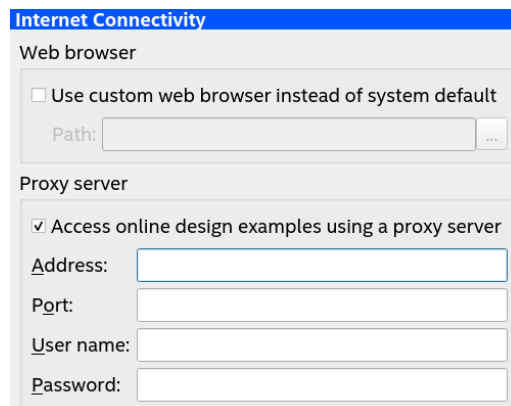 Internet Connectivity
Web browser
Use custom web browser instead of system default
Path:
...
Proxy server
Access online design examples using a proxy server
Address:
Port:
User name:
Password: